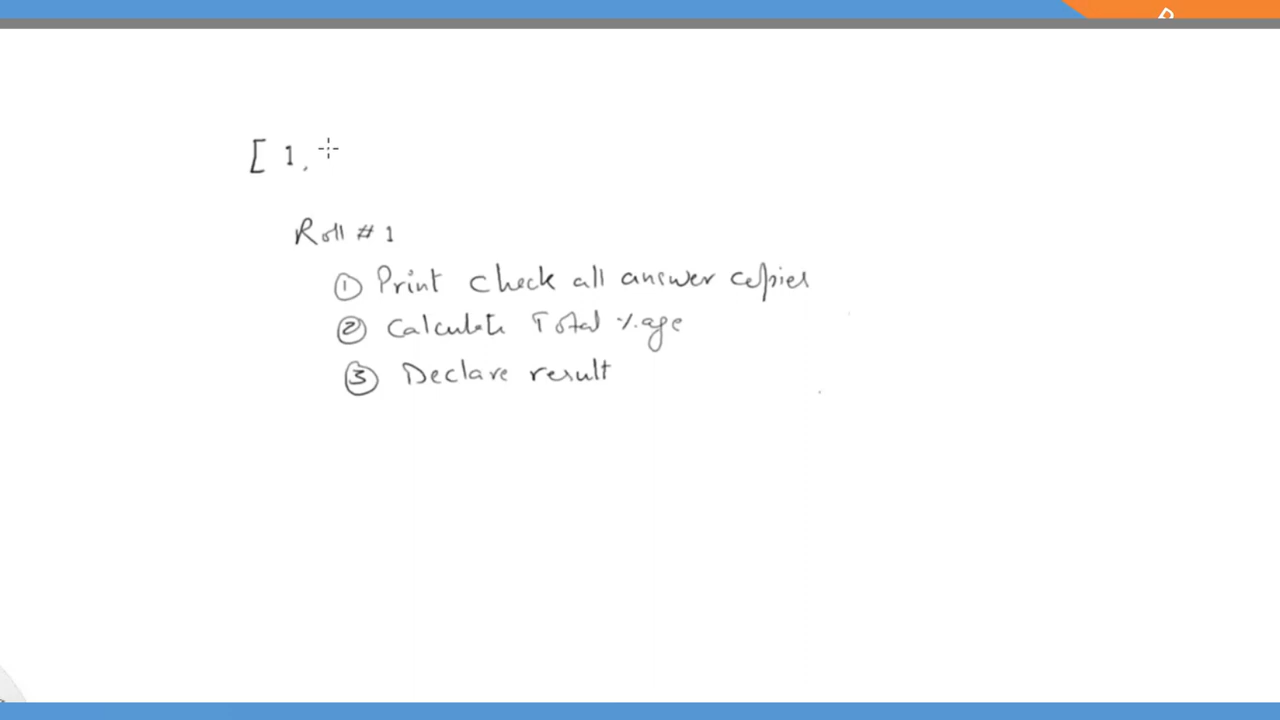 [ 1,
Roll # 1
① Print check all answer copies
② Calculate Total %age
③ Declare result